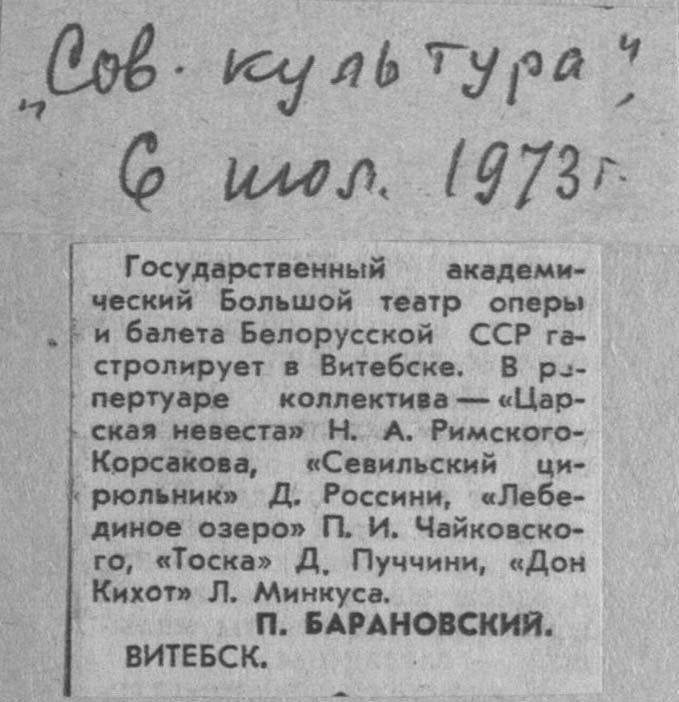 „Сов. культура",
6 июл. 1973 г.
Государственный академи-
ческий Большой театр оперы
и балета Белорусской ССР га-
стролирует в Витебске. В ре-
пертуаре коллектива — «Цар-
ская невеста» Н. А. Римского-
Корсакова, «Севильский ци-
рюльник» Д. Россини, «Лебе-
диное озеро» П. И. Чайковско-
го, «Тоска» Д. Пуччини, «Дон
Кихот» Л. Минкуса.
П. БАРАНОВСКИЙ.
ВИТЕБСК.